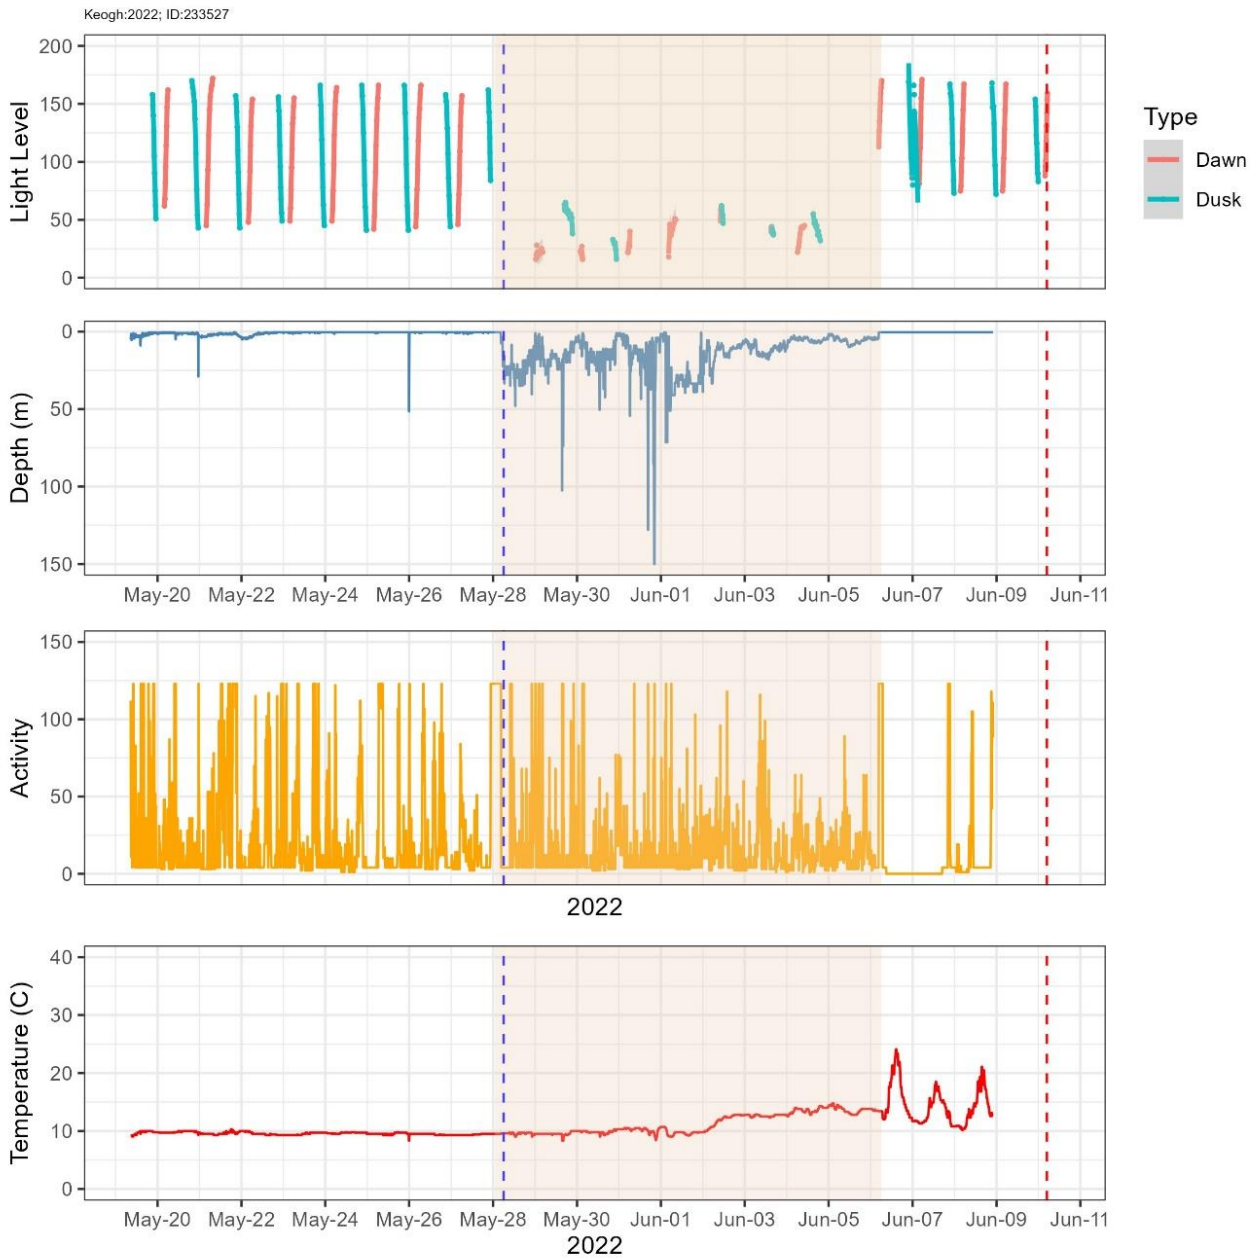 Keogh:2022; ID:233527
200
150
100
50
0
Light Level
Type
Dawn
Dusk
0
50
100
150
Depth (m)
May-20 May-22 May-24 May-26 May-28 May-30 Jun-01 Jun-03 Jun-05 Jun-07 Jun-09 Jun-11
150
100
50
0
Activity
2022
40
30
20
10
0
Temperature (C)
May-20 May-22 May-24 May-26 May-28 May-30 Jun-01 Jun-03 Jun-05 Jun-07 Jun-09 Jun-11
2022